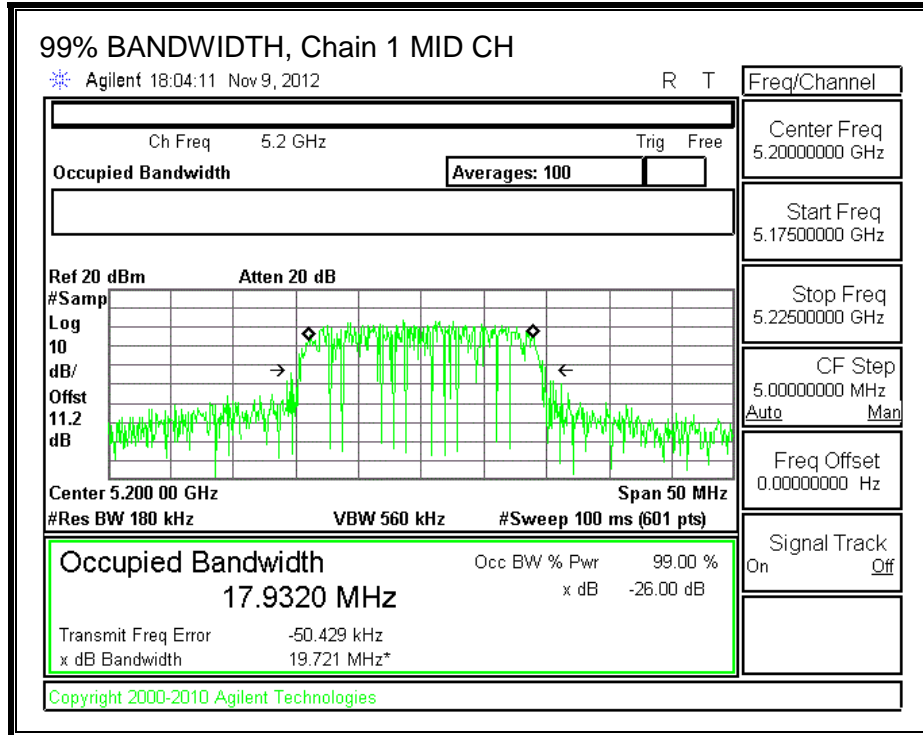 99% BANDWIDTH, Chain 1 MID CH
Agilent 18:04:11 Nov 9, 2012 R T
Ch Freq 5.2 GHz Trig Free
Occupied Bandwidth Averages: 100
Ref 20 dBm Atten 20 dB
#Samp
Log
10
dB/
Offst
11.2
dB
Center 5.200 00 GHz Span 50 MHz
#Res BW 180 kHz VBW 560 kHz #Sweep 100 ms (601 pts)
Occupied Bandwidth Occ BW % Pwr 99.00 %
17.9320 MHz x dB -26.00 dB
Transmit Freq Error -50.429 kHz
x dB Bandwidth 19.721 MHz*
Copyright 2000-2010 Agilent Technologies
Freq/Channel
Center Freq
5.20000000 GHz
Start Freq
5.17500000 GHz
Stop Freq
5.22500000 GHz
CF Step
5.00000000 MHz
Auto Man
Freq Offset
0.00000000 Hz
Signal Track
On Off